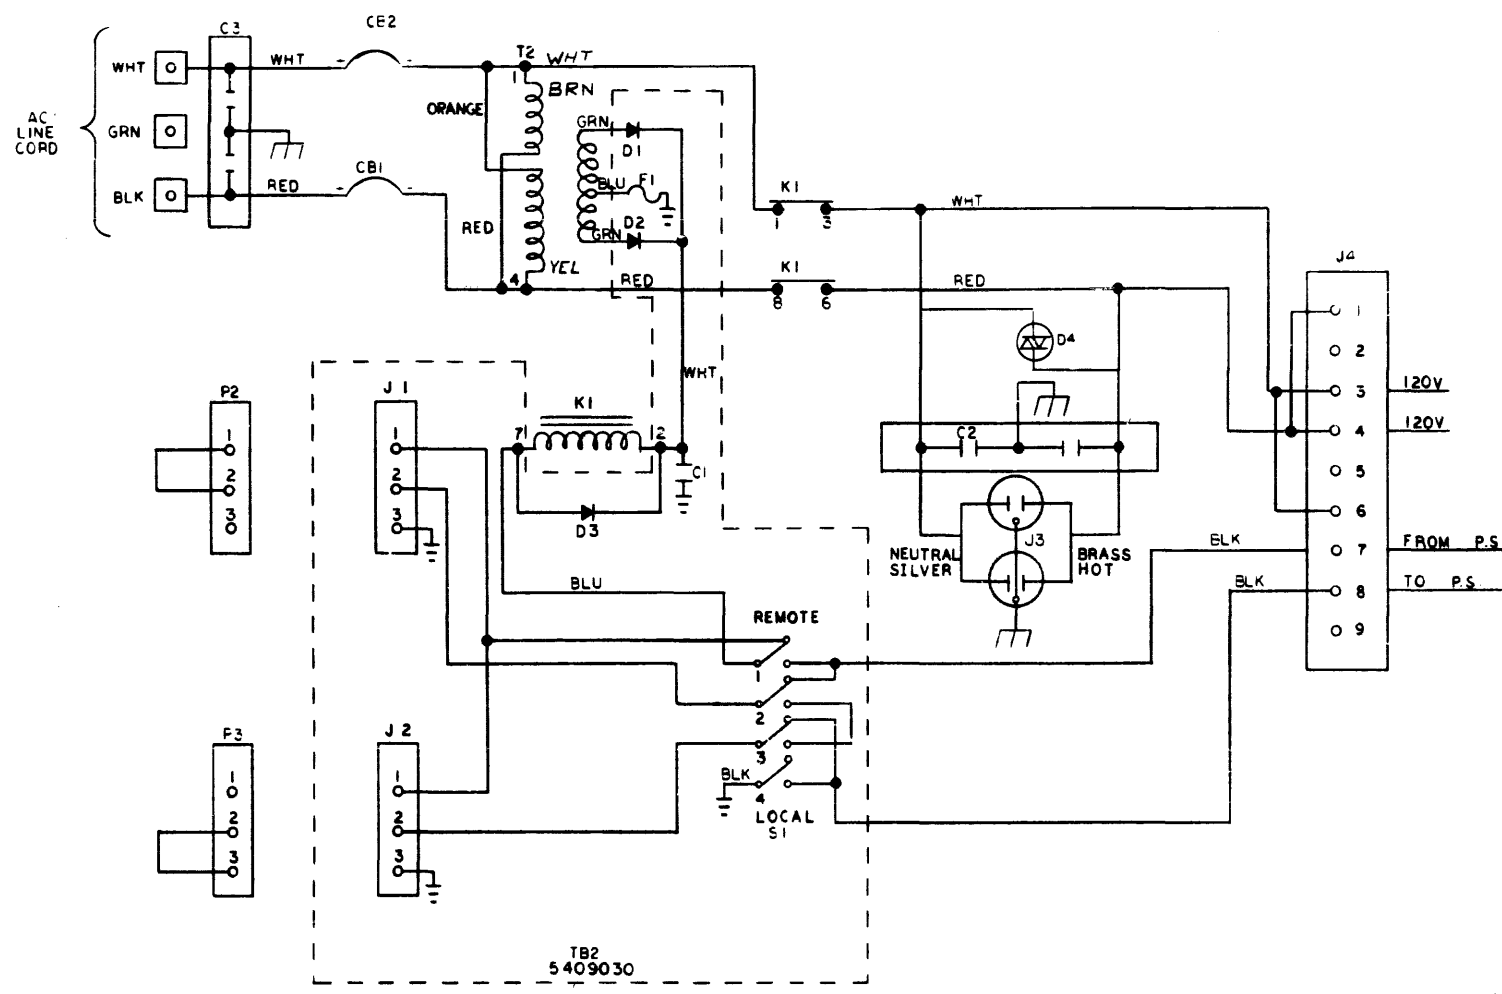 CB2
C3
WHT
WHT
T2
WHT
1
BRN
ORANGE
GRN
D1
AC
LINE
CORD
GRN
CB1
BLU
F1
RED
BLK
D2
K1
WHT
RED
GRN
1
3
YEL
4
RED
K1
RED
8
6
J4
1
D4
2
WHT
3
120V
P2
J1
K1
4
120V
1
1
7
2
C2
2
2
C1
5
3
3
D3
6
J3
NEUTRAL
SILVER
BRASS
HOT
BLK
7
FROM P.S.
BLU
BLK
8
TO P.S.
REMOTE
9
1
2
P3
J2
3
1
1
BLK
4
2
2
LOCAL
S1
3
3
TB2
5409030